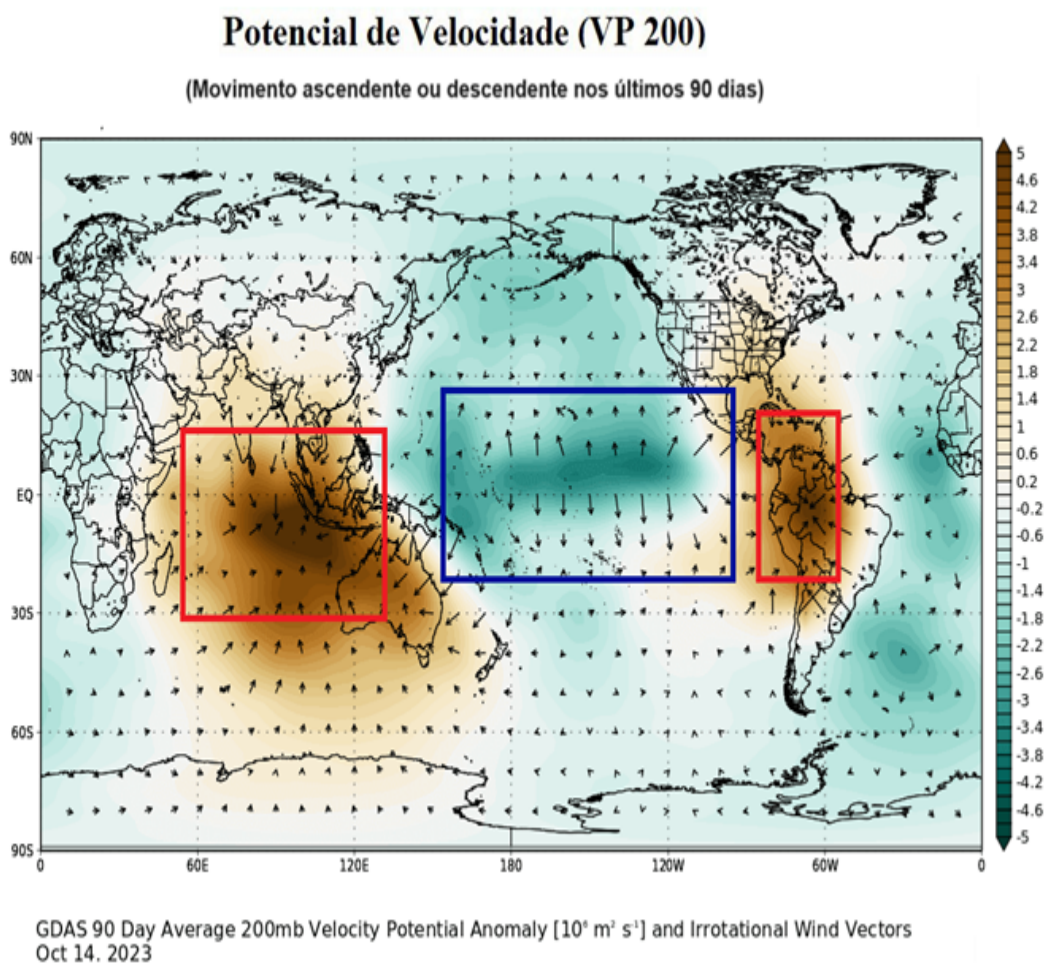 Potencial de Velocidade (VP 200)
(Movimento ascendente ou descendente nos últimos 90 dias)
90N
60N
30N
EQ
30S
60S
90S
0
60E
120E
180
120W
60W
0
5
4.6
4.2
3.8
3.4
3
2.6
2.2
1.8
1.4
1
0.6
0.2
-0.2
-0.6
-1
-1.4
-1.8
-2.2
-2.6
-3
-3.4
-3.8
-4.2
-4.6
-5
GDAS 90 Day Average 200mb Velocity Potential Anomaly [10⁶ m² s⁻¹] and Irrotational Wind Vectors
Oct 14, 2023